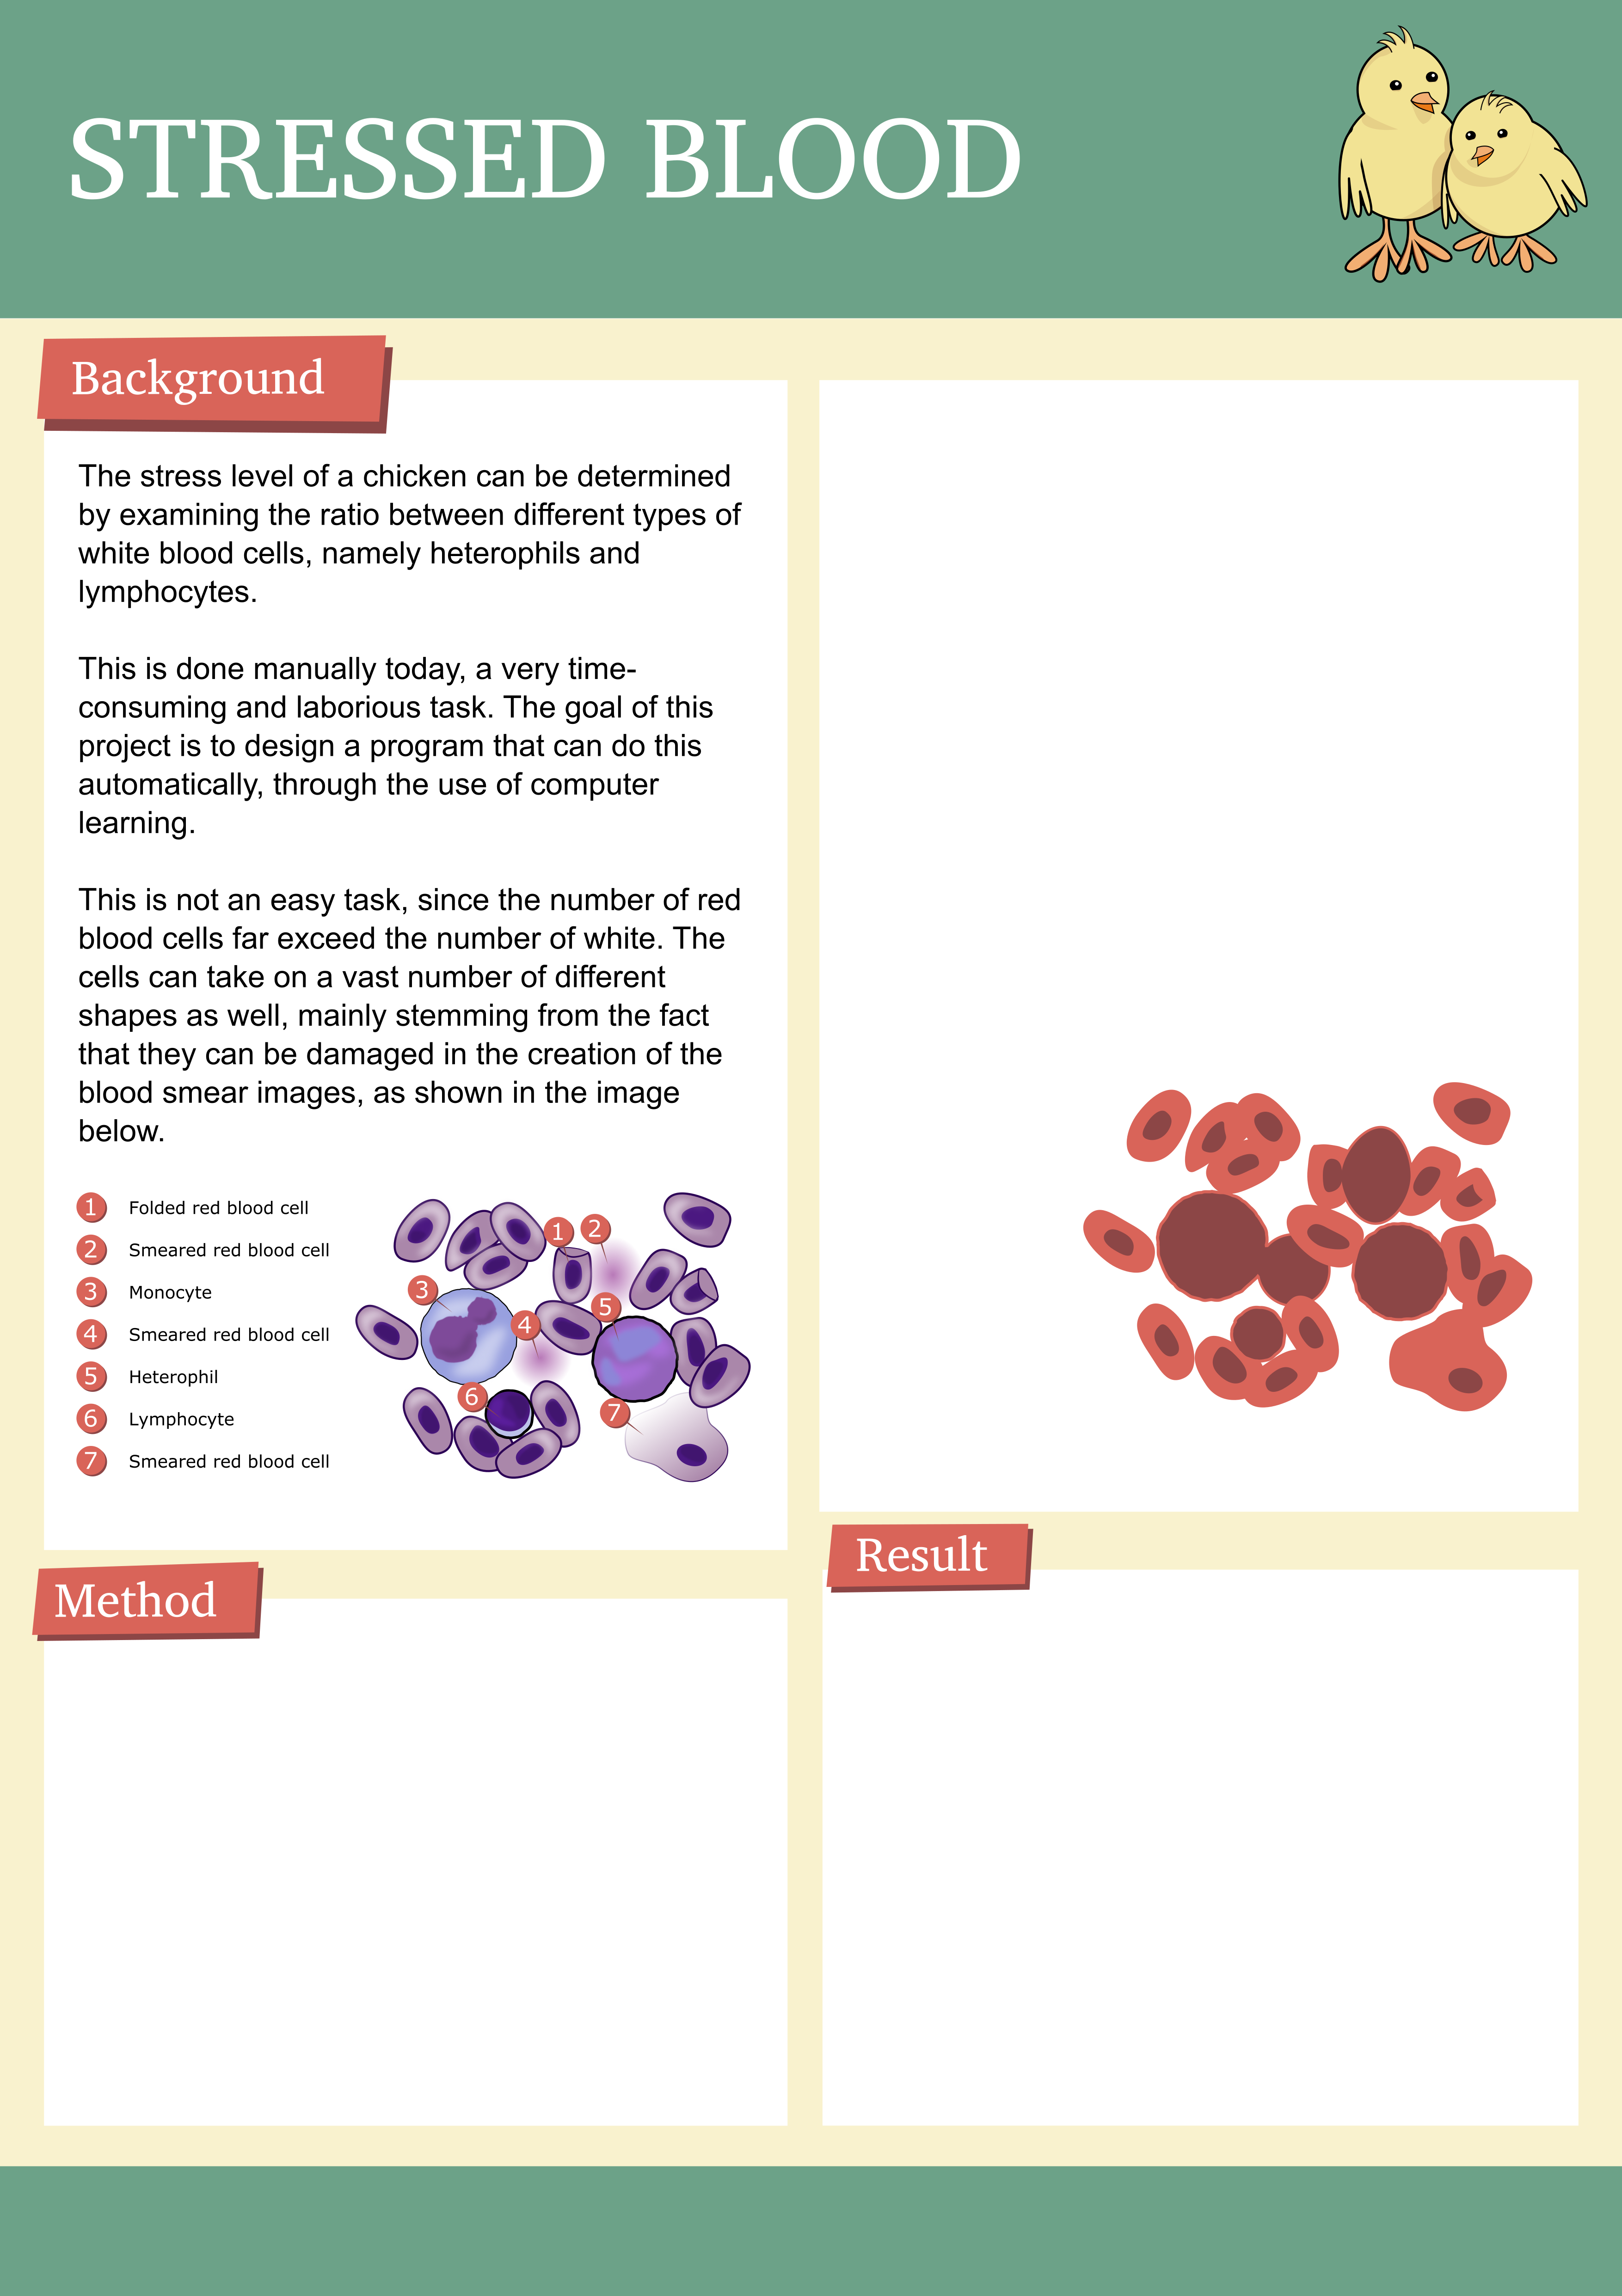 STRESSED BLOOD
Background
The stress level of a chicken can be determined
by examining the ratio between different types of
white blood cells, namely heterophils and
lymphocytes.
This is done manually today, a very time-
consuming and laborious task. The goal of this
project is to design a program that can do this
automatically, through the use of computer
learning.
This is not an easy task, since the number of red
blood cells far exceed the number of white. The
cells can take on a vast number of different
shapes as well, mainly stemming from the fact
that they can be damaged in the creation of the
blood smear images, as shown in the image
below.
1 Folded red blood cell
2 Smeared red blood cell
3 Monocyte
4 Smeared red blood cell
5 Heterophil
6 Lymphocyte
7 Smeared red blood cell
1
2
3
4
5
6
7
Method
Result